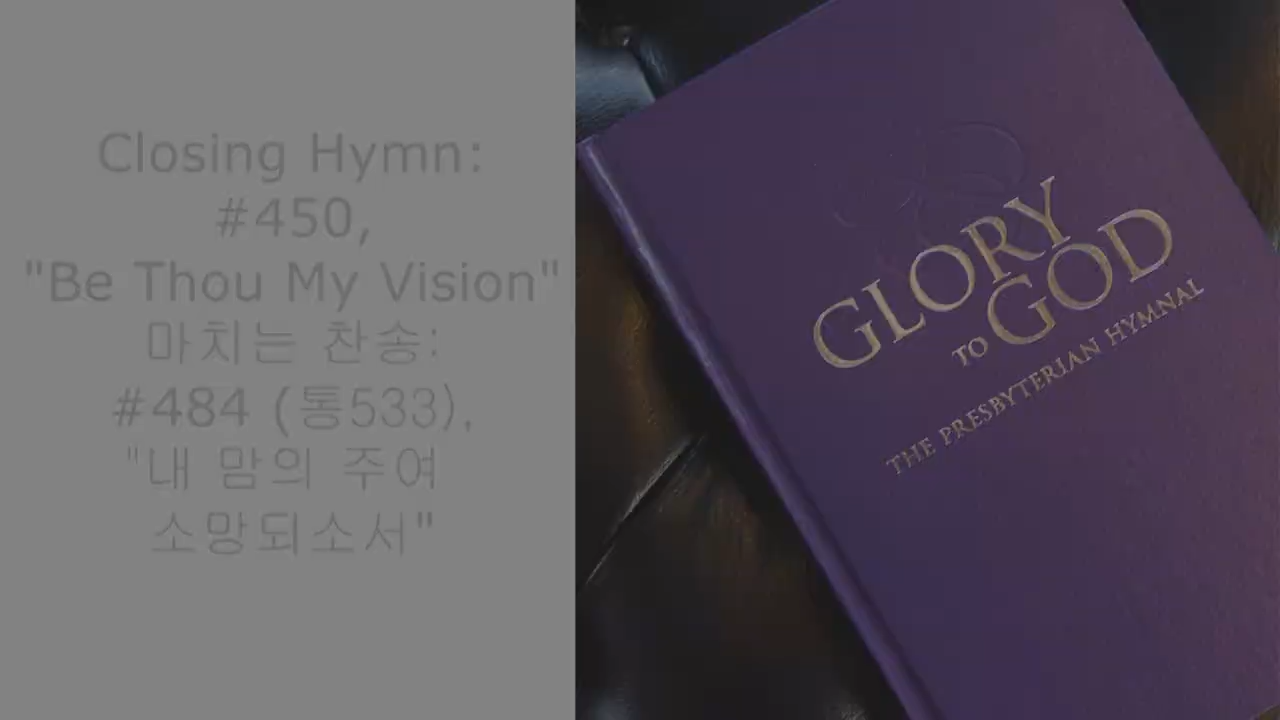 Closing Hymn:
#450,
"Be Thou My Vision"
마치는 찬송:
#484 (통533),
"내 맘의 주여
소망되소서"
GLORY
TO GOD
THE PRESBYTERIAN HYMNAL